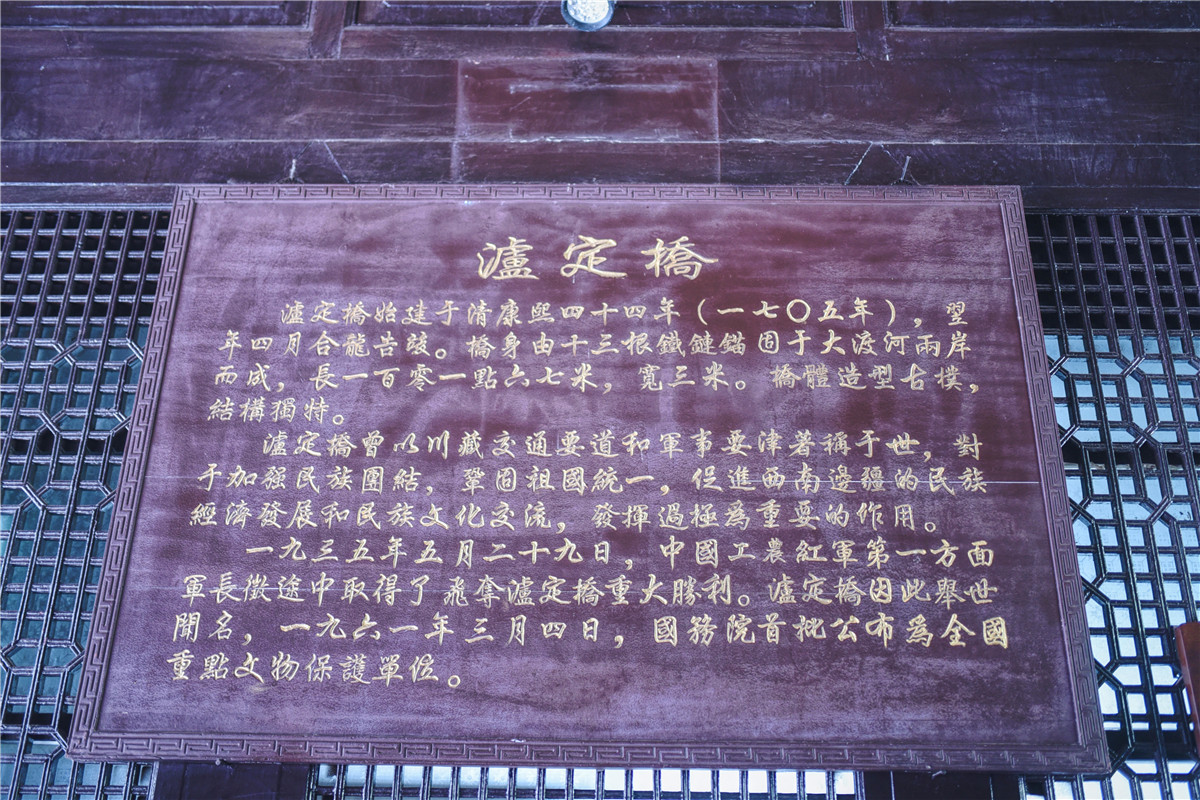 瀘定橋
瀘定橋始建于清康熙四十四年（一七〇五年），翌
年四月合龍告竣。橋身由十三根鐵鏈錨固于大渡河兩岸
而成，長一百零一點六七米，寬三米。橋體造型古樸，
結構獨特。
瀘定橋曾以川藏交通要道和軍事要津著稱于世，對
于加强民族團結，鞏固祖國統一，促進西南邊疆的民族
經濟發展和民族文化交流，發揮過極為重要的作用。
一九三五年五月二十九日，中國工農紅軍第一方面
軍長徵途中取得了飛奪瀘定橋重大勝利。瀘定橋因此舉世
聞名，一九六一年三月四日，國務院首批公布為全國
重點文物保護單位。